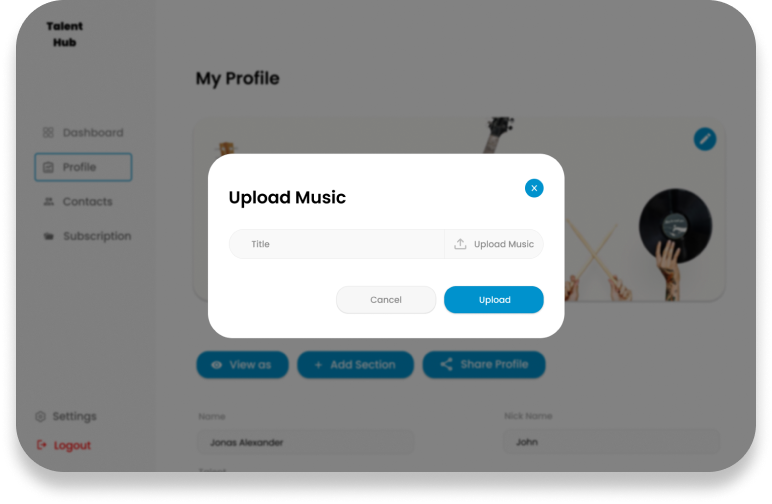 Talent
Hub
My Profile
Dashboard
Profile
Contacts
Subscription
Upload Music
Title
Upload Music
Cancel
Upload
View as
Add Section
Share Profile
Settings
Logout
Name
Nick Name
Jonas Alexander
John
Talent